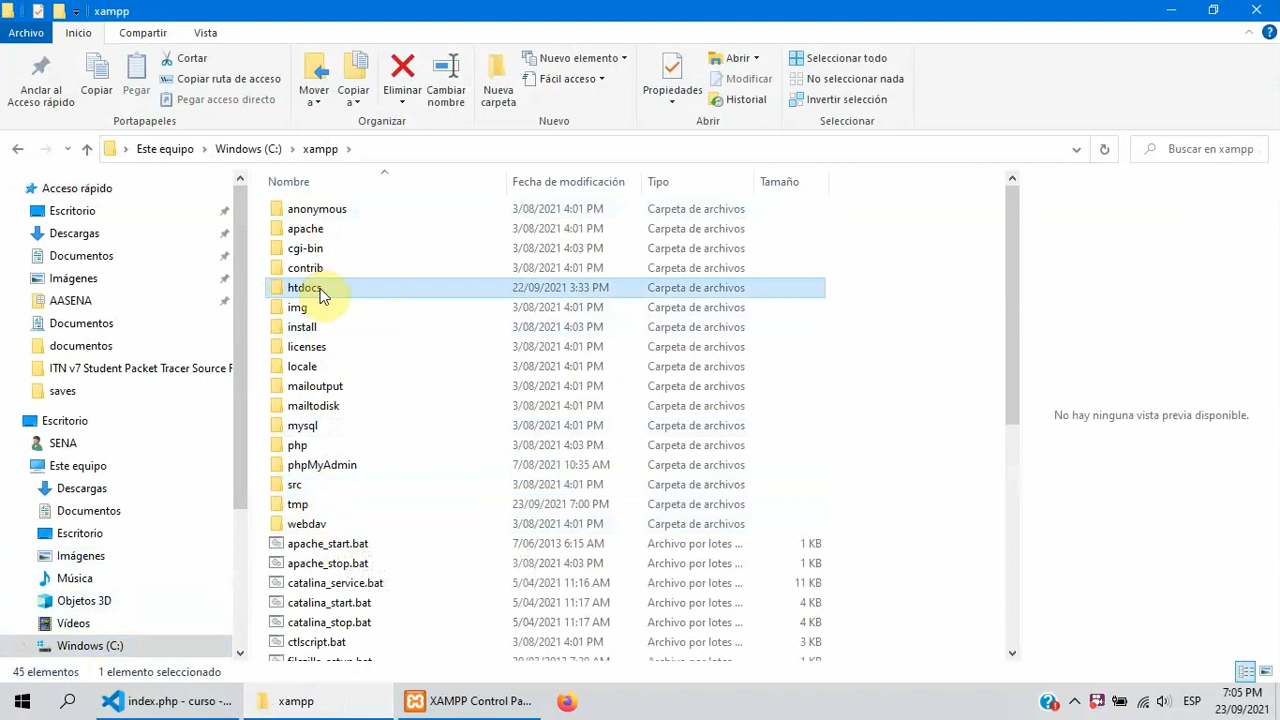 xampp
Archivo Inicio Compartir Vista
Anclar al Acceso rápido
Copiar
Pegar
Cortar
Copiar ruta de acceso
Pegar acceso directo
Portapapeles
Mover a
Copiar a
Eliminar
Cambiar nombre
Organizar
Nueva carpeta
Nuevo elemento
Fácil acceso
Nuevo
Propiedades
Abrir
Modificar
Historial
Abrir
Seleccionar todo
No seleccionar nada
Invertir selección
Seleccionar
Este equipo > Windows (C:) > xampp >
Buscar en xampp
Acceso rápido
Escritorio
Descargas
Documentos
Imágenes
AASENA
Documentos
documentos
ITN v7 Student Packet Tracer Source F
saves
Escritorio
SENA
Este equipo
Descargas
Documentos
Escritorio
Imágenes
Música
Objetos 3D
Vídeos
Windows (C:)
Nombre Fecha de modificación Tipo Tamaño
anonymous 3/08/2021 4:01 PM Carpeta de archivos
apache 3/08/2021 4:01 PM Carpeta de archivos
cgi-bin 3/08/2021 4:03 PM Carpeta de archivos
contrib 3/08/2021 4:01 PM Carpeta de archivos
htdocs 22/09/2021 3:33 PM Carpeta de archivos
img 3/08/2021 4:01 PM Carpeta de archivos
install 3/08/2021 4:03 PM Carpeta de archivos
licenses 3/08/2021 4:01 PM Carpeta de archivos
locale 3/08/2021 4:01 PM Carpeta de archivos
mailoutput 3/08/2021 4:01 PM Carpeta de archivos
mailtodisk 3/08/2021 4:01 PM Carpeta de archivos
mysql 3/08/2021 4:01 PM Carpeta de archivos
php 3/08/2021 4:03 PM Carpeta de archivos
phpMyAdmin 7/08/2021 10:35 AM Carpeta de archivos
src 3/08/2021 4:01 PM Carpeta de archivos
tmp 23/09/2021 7:00 PM Carpeta de archivos
webdav 3/08/2021 4:01 PM Carpeta de archivos
apache_start.bat 7/06/2013 6:15 AM Archivo por lotes ... 1 KB
apache_stop.bat 3/08/2021 4:03 PM Archivo por lotes ... 1 KB
catalina_service.bat 5/04/2021 11:16 AM Archivo por lotes ... 11 KB
catalina_start.bat 5/04/2021 11:17 AM Archivo por lotes ... 4 KB
catalina_stop.bat 5/04/2021 11:17 AM Archivo por lotes ... 4 KB
ctlscript.bat 3/08/2021 4:01 PM Archivo por lotes ... 3 KB
No hay ninguna vista previa disponible.
45 elementos 1 elemento seleccionado
index.php - curso - ...
xampp
XAMPP Control Pa...
ESP
7:05 PM
23/09/2021